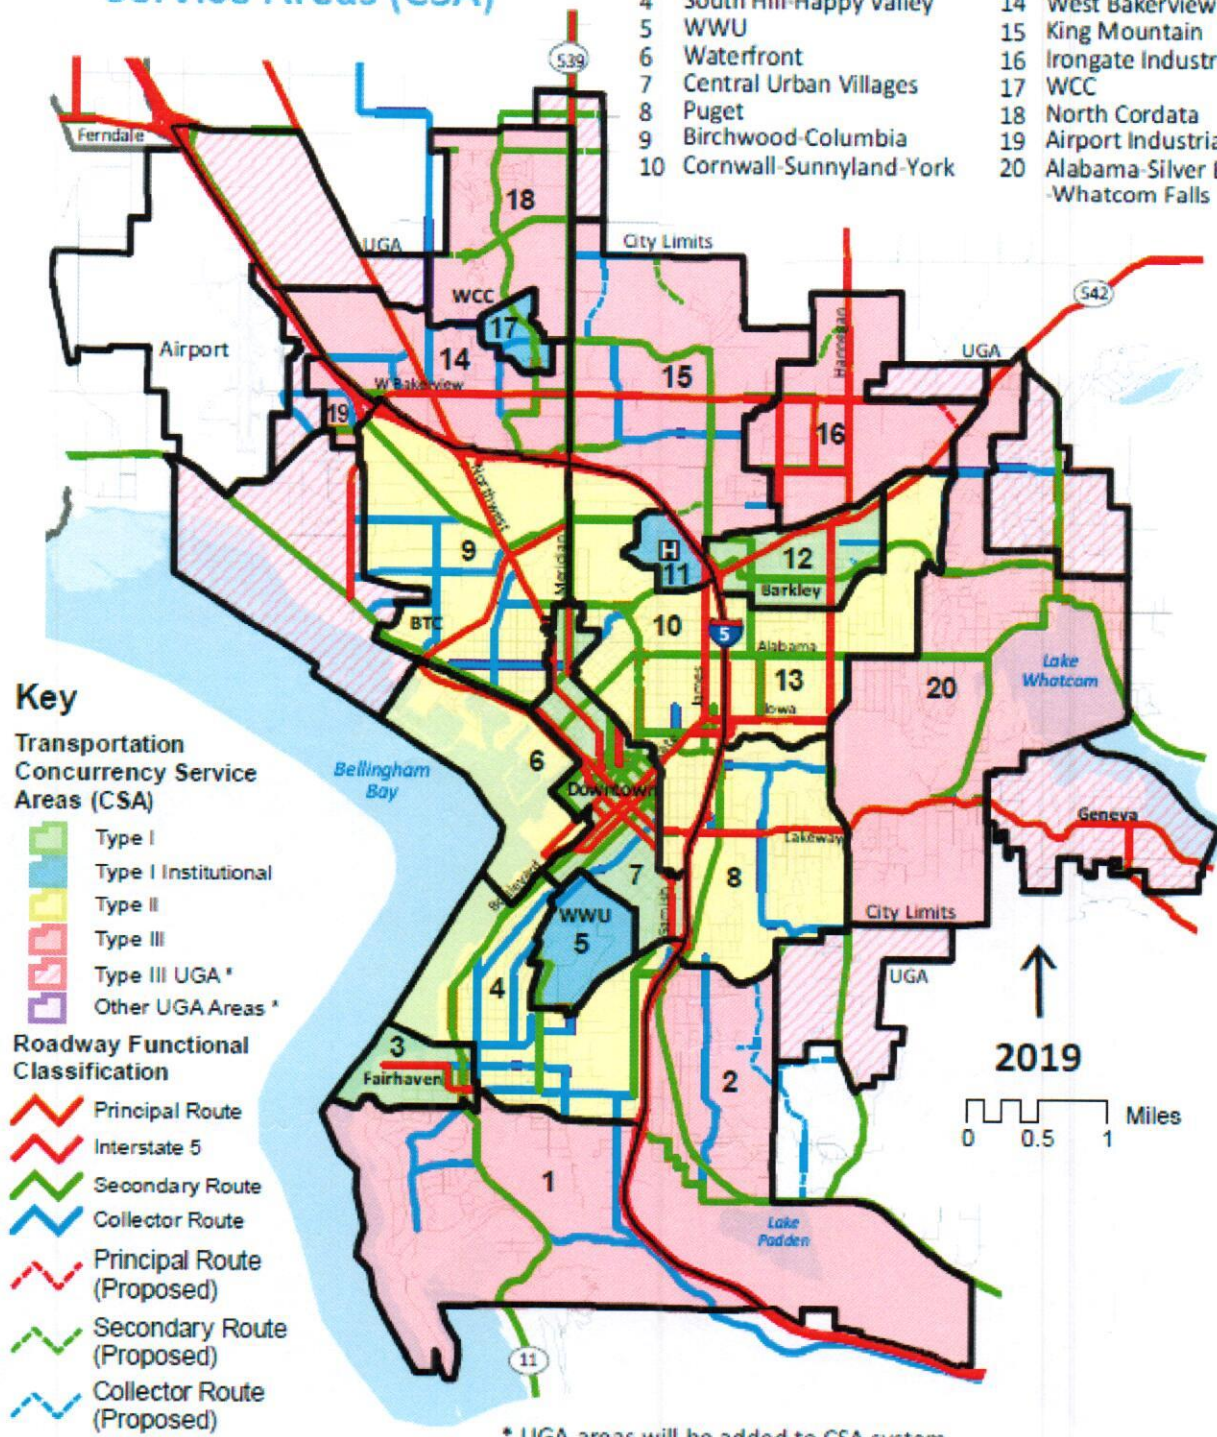 Service Areas (CSA)
4 South Hill-Happy Valley
5 WWU
6 Waterfront
7 Central Urban Villages
8 Puget
9 Birchwood-Columbia
10 Cornwall-Sunnyland-York
14 West Bakerview
15 King Mountain
16 Irongate Industr
17 WCC
18 North Cordata
19 Airport Industria
20 Alabama-Silver
-Whatcom Falls
539
Ferndale
18
UGA
City Limits
WCC
17
542
Airport
14
15
Hannegan
UGA
W Bakerview
19
16
Northwest
9
Meridian
H
11
12
Barkley
BTC
10
5
Alabama
13
James
Iowa
20
Lake
Whatcom
6
State
Bellingham
Bay
Downtown
Geneva
Lakeway
Boulevard
7
8
WWU
5
Samish
City Limits
4
UGA
3
Fairhaven
2
2019
0 0.5 1 Miles
1
Lake
Padden
11
Key
Transportation
Concurrency Service
Areas (CSA)
Type I
Type I Institutional
Type II
Type III
Type III UGA *
Other UGA Areas *
Roadway Functional
Classification
Principal Route
Interstate 5
Secondary Route
Collector Route
Principal Route
(Proposed)
Secondary Route
(Proposed)
Collector Route
(Proposed)
* UGA areas will be added to CSA system